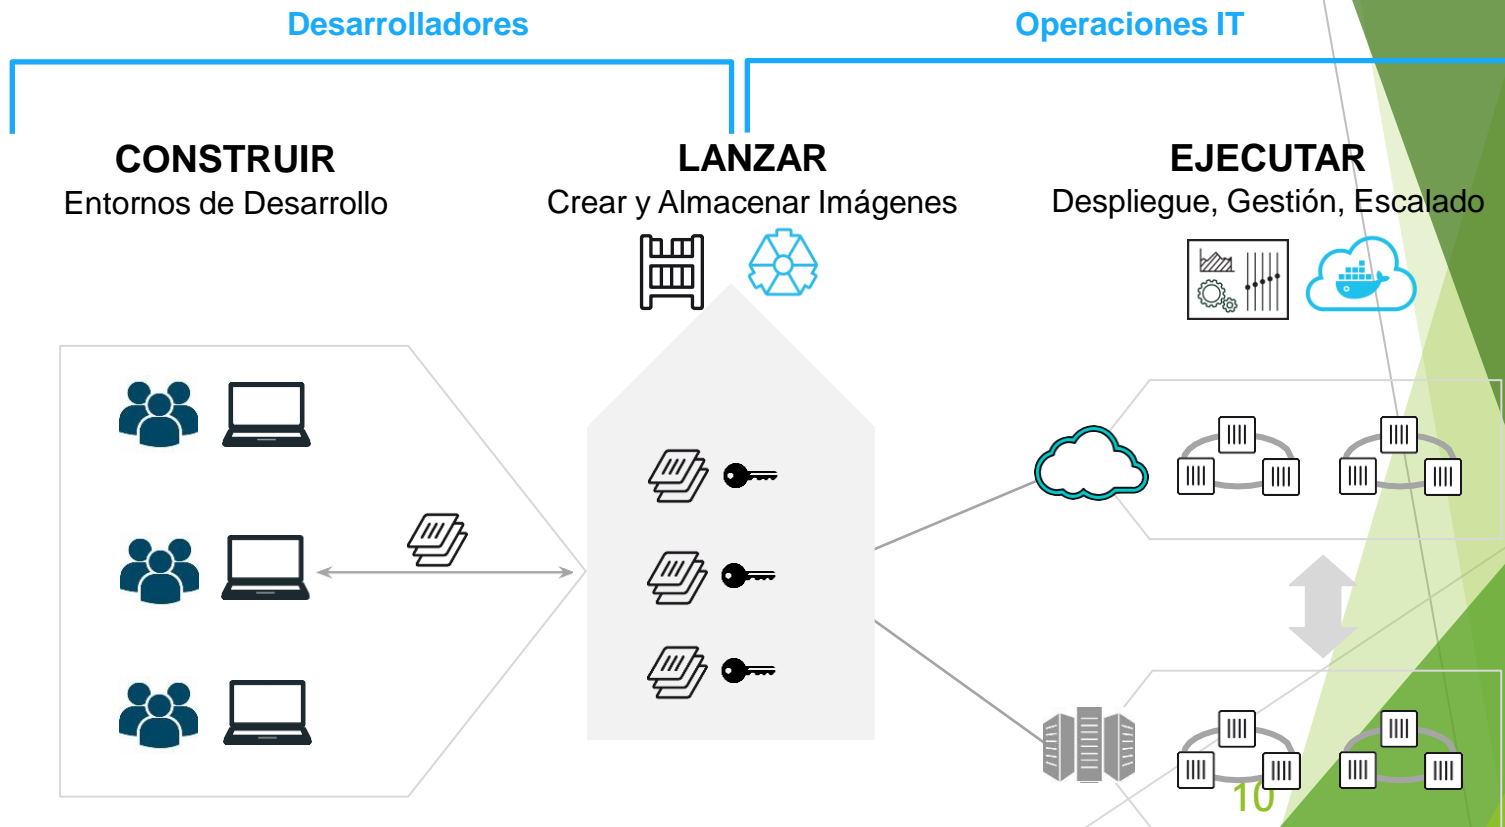 Desarrolladores
Operaciones IT
CONSTRUIR
Entornos de Desarrollo
LANZAR
Crear y Almacenar Imágenes
EJECUTAR
Despliegue, Gestión, Escalado
10